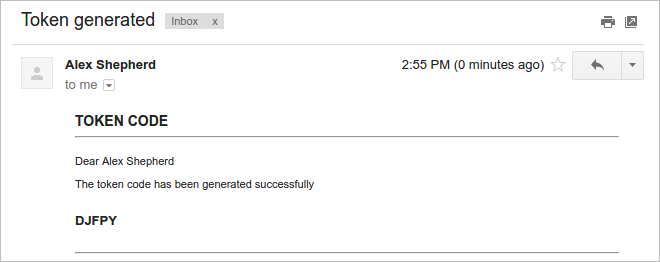 Token generated Inbox x
Alex Shepherd 2:55 PM (0 minutes ago)
to me
TOKEN CODE
Dear Alex Shepherd
The token code has been generated successfully
DJFPY